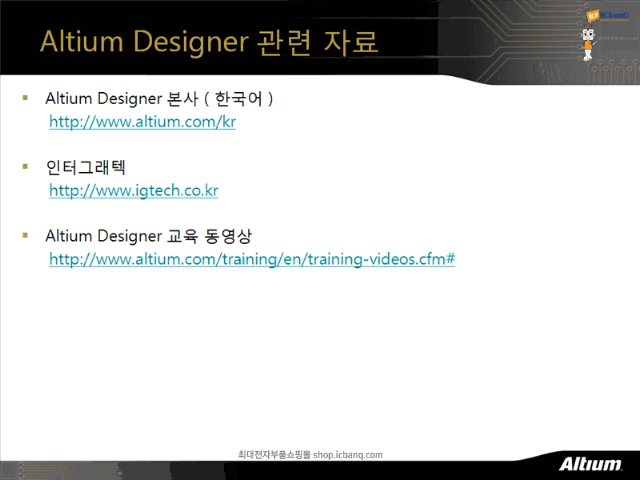 Altium Designer 관련 자료
Altium Designer 본사 ( 한국어 )
http://www.altium.com/kr
인터그래텍
http://www.igtech.co.kr
Altium Designer 교육 동영상
http://www.altium.com/training/en/training-videos.cfm#
최대전자부품쇼핑몰 shop.icbanq.com
Altıum